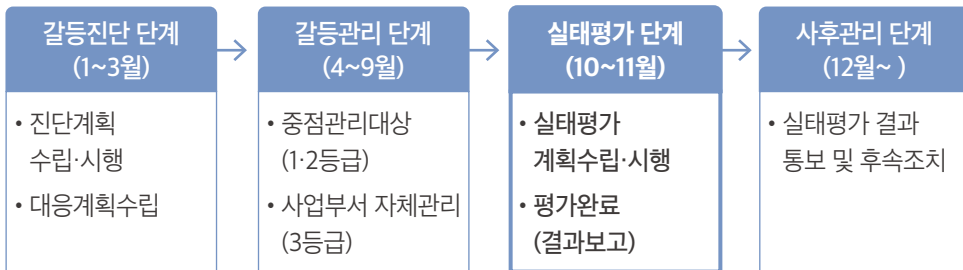 갈등진단 단계
(1~3월)
• 진단계획
수립·시행
• 대응계획수립
갈등관리 단계
(4~9월)
• 중점관리대상
(1·2등급)
• 사업부서 자체관리
(3등급)
실태평가 단계
(10~11월)
• 실태평가
계획수립·시행
• 평가완료
(결과보고)
사후관리 단계
(12월~ )
• 실태평가 결과
통보 및 후속조치